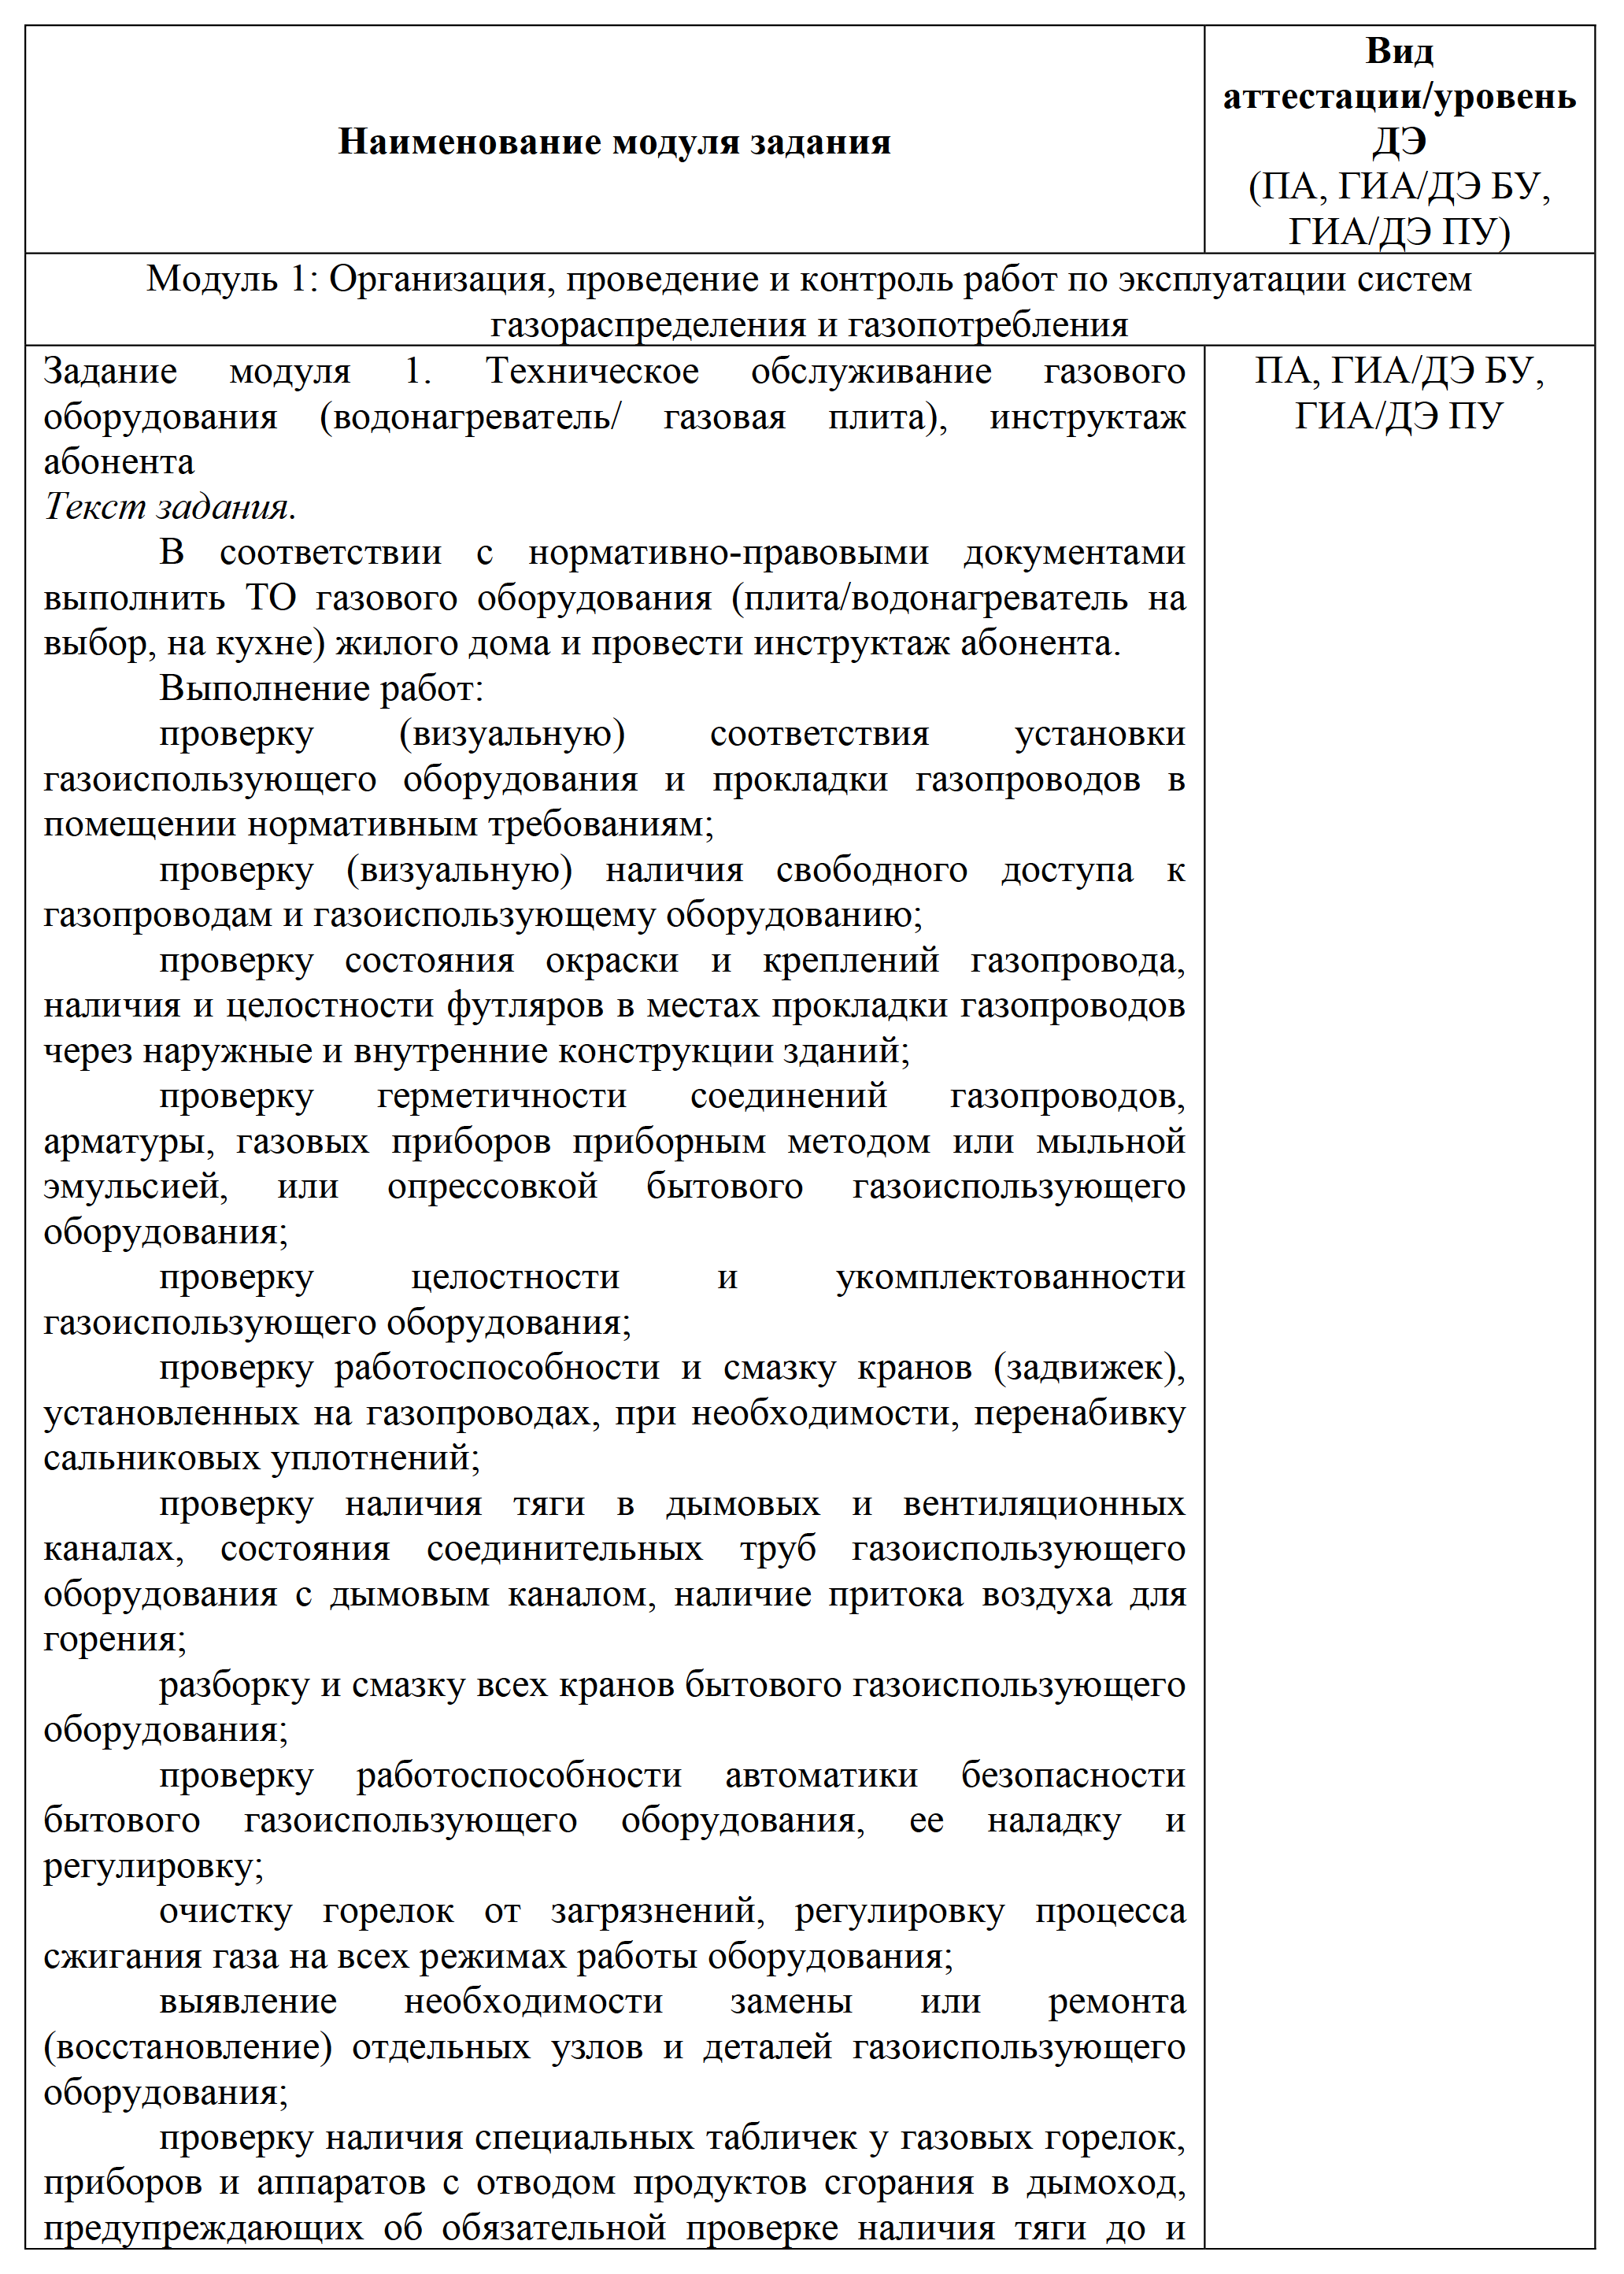 Наименование модуля задания
Вид
аттестации/уровень
ДЭ
(ПА, ГИА/ДЭ БУ,
ГИА/ДЭ ПУ)
Модуль 1: Организация, проведение и контроль работ по эксплуатации систем
газораспределения и газопотребления
Задание модуля 1. Техническое обслуживание газового
оборудования (водонагреватель/ газовая плита), инструктаж
абонента
Текст задания.
В соответствии с нормативно-правовыми документами
выполнить ТО газового оборудования (плита/водонагреватель на
выбор, на кухне) жилого дома и провести инструктаж абонента.
Выполнение работ:
проверку (визуальную) соответствия установки
газоиспользующего оборудования и прокладки газопроводов в
помещении нормативным требованиям;
проверку (визуальную) наличия свободного доступа к
газопроводам и газоиспользующему оборудованию;
проверку состояния окраски и креплений газопровода,
наличия и целостности футляров в местах прокладки газопроводов
через наружные и внутренние конструкции зданий;
проверку герметичности соединений газопроводов,
арматуры, газовых приборов приборным методом или мыльной
эмульсией, или опрессовкой бытового газоиспользующего
оборудования;
проверку целостности и укомплектованности
газоиспользующего оборудования;
проверку работоспособности и смазку кранов (задвижек),
установленных на газопроводах, при необходимости, перенабивку
сальниковых уплотнений;
проверку наличия тяги в дымовых и вентиляционных
каналах, состояния соединительных труб газоиспользующего
оборудования с дымовым каналом, наличие притока воздуха для
горения;
разборку и смазку всех кранов бытового газоиспользующего
оборудования;
проверку работоспособности автоматики безопасности
бытового газоиспользующего оборудования, ее наладку и
регулировку;
очистку горелок от загрязнений, регулировку процесса
сжигания газа на всех режимах работы оборудования;
выявление необходимости замены или ремонта
(восстановление) отдельных узлов и деталей газоиспользующего
оборудования;
проверку наличия специальных табличек у газовых горелок,
приборов и аппаратов с отводом продуктов сгорания в дымоход,
предупреждающих об обязательной проверке наличия тяги до и
ПА, ГИА/ДЭ БУ,
ГИА/ДЭ ПУ